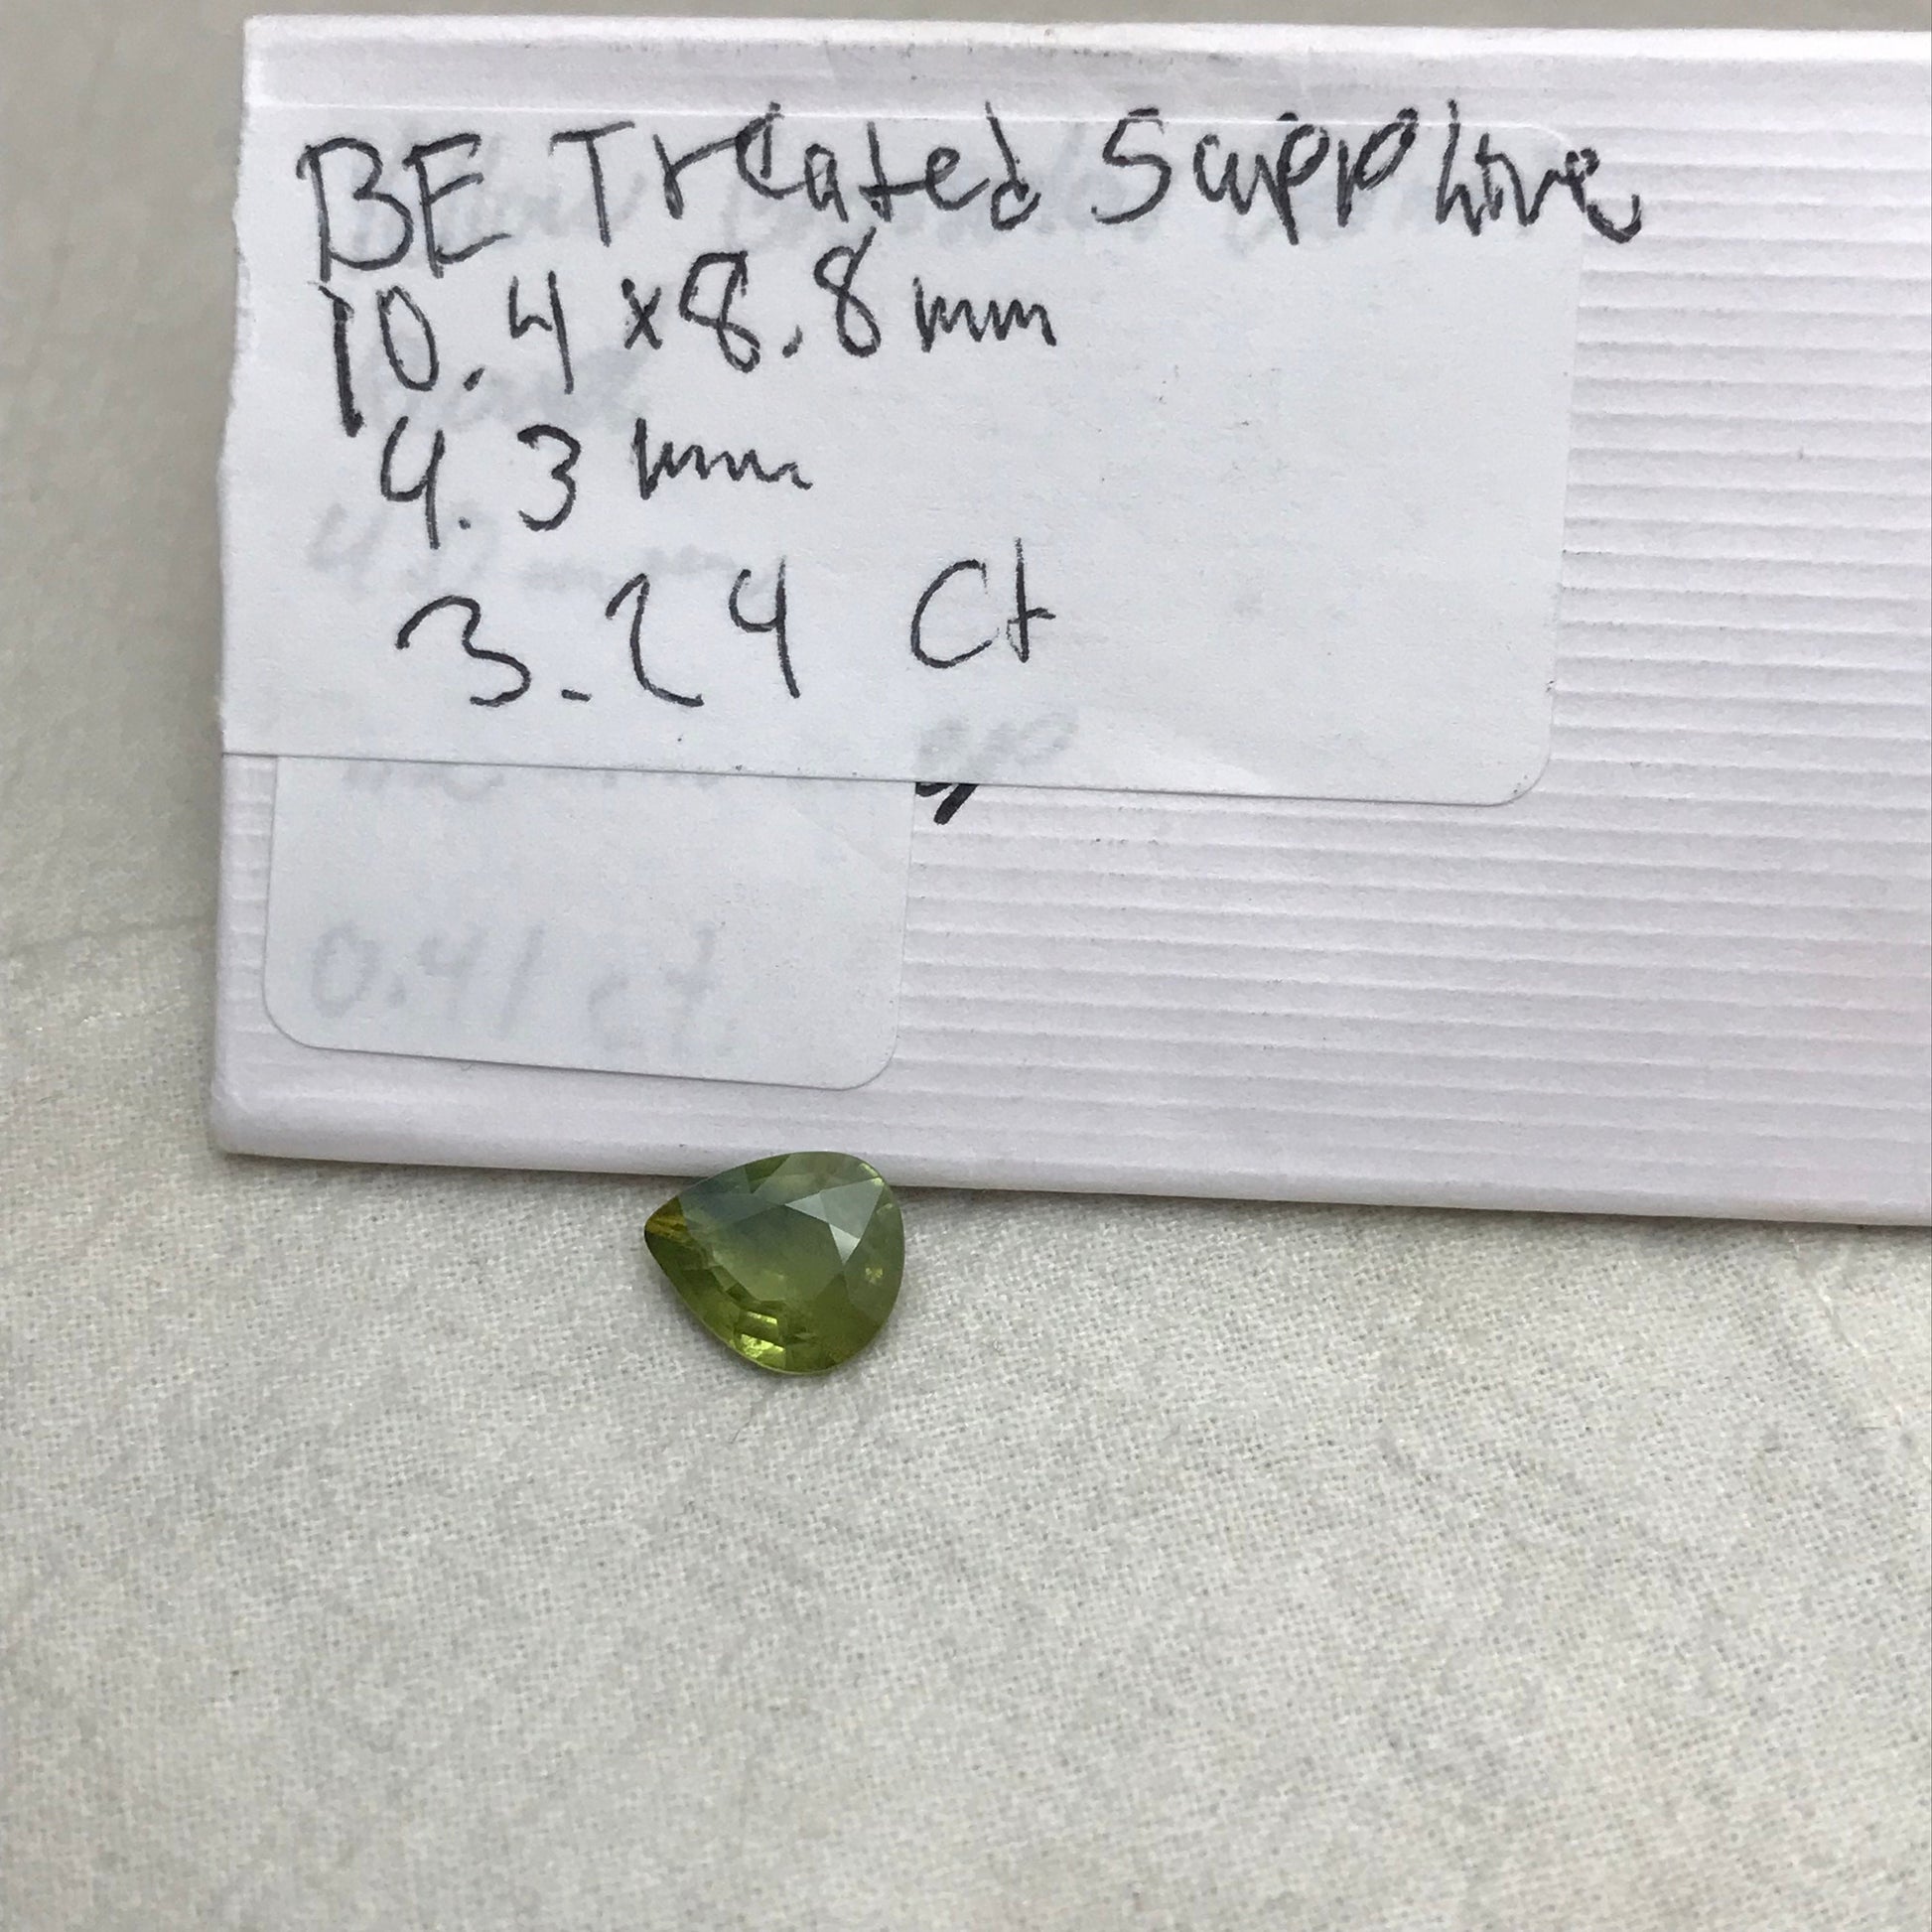 BE Treated Sapphire
10.4 x 8.8 mm
4.3 mm
3.24 Ct
0.41 ct.